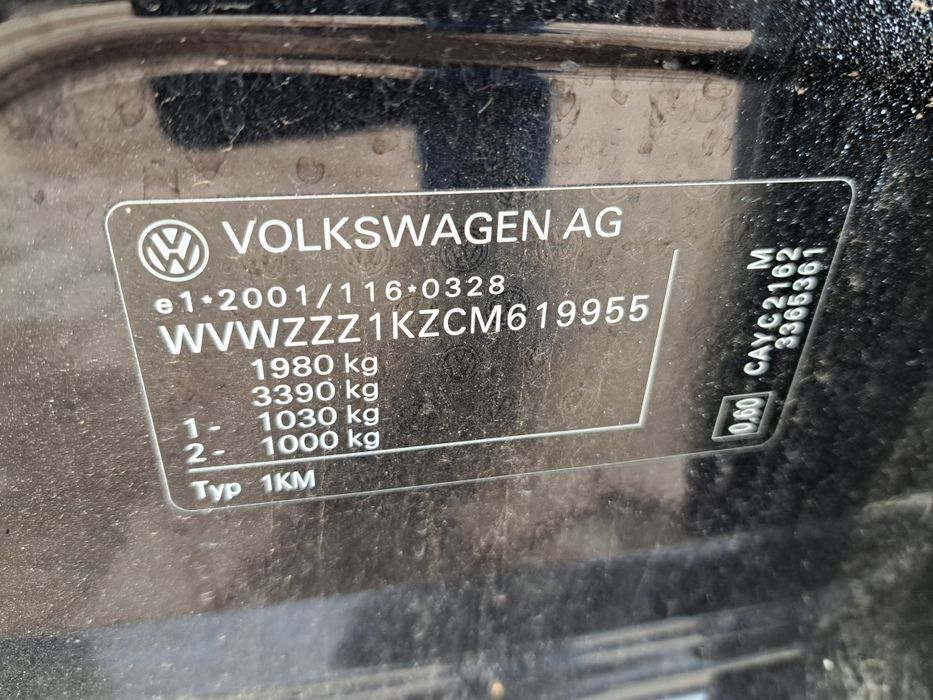 VOLKSWAGEN AG
e1*2001/116*0328
WVWZZZ1KZCM619955
1980 kg
3390 kg
1- 1030 kg
2- 1000 kg
Typ 1KM
0.60
CAYC2162
M
3365361